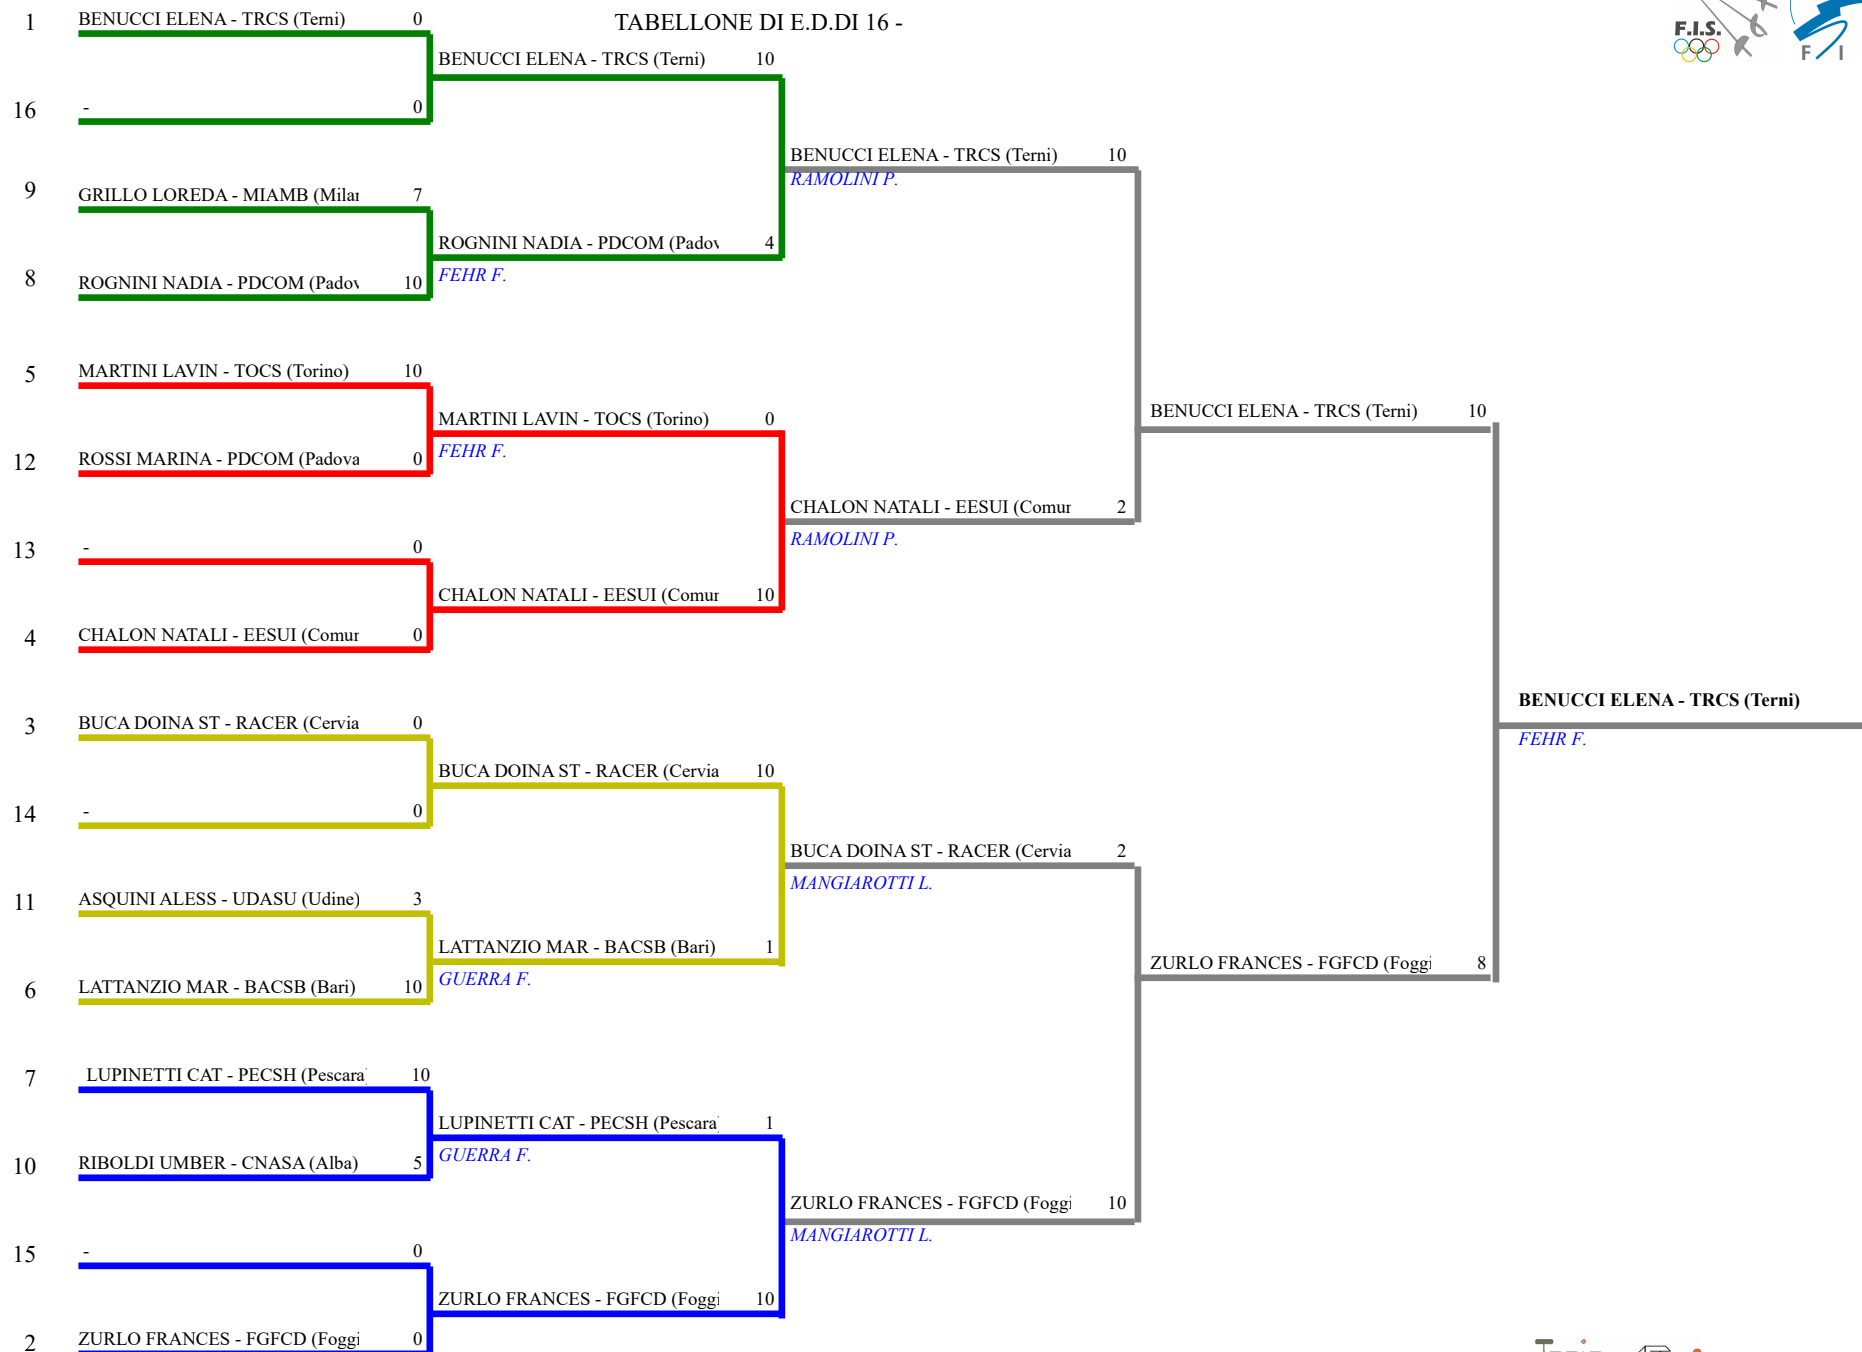 TABELLONE DI E.D.DI 16 -
F.I.S.
F I
1 BENUCCI ELENA - TRCS (Terni) 0
BENUCCI ELENA - TRCS (Terni) 10
16 - 0
BENUCCI ELENA - TRCS (Terni) 10
RAMOLINI P.
9 GRILLO LOREDA - MIAMB (Milar 7
ROGNINI NADIA - PDCOM (Padov 4
FEHR F.
8 ROGNINI NADIA - PDCOM (Padov 10
5 MARTINI LAVIN - TOCS (Torino) 10
MARTINI LAVIN - TOCS (Torino) 0
FEHR F.
BENUCCI ELENA - TRCS (Terni) 10
12 ROSSI MARINA - PDCOM (Padova 0
CHALON NATALI - EESUI (Comur 2
RAMOLINI P.
13 - 0
CHALON NATALI - EESUI (Comur 10
4 CHALON NATALI - EESUI (Comur 0
BENUCCI ELENA - TRCS (Terni)
FEHR F.
3 BUCA DOINA ST - RACER (Cervia 0
BUCA DOINA ST - RACER (Cervia 10
14 - 0
BUCA DOINA ST - RACER (Cervia 2
MANGIAROTTI L.
11 ASQUINI ALESS - UDASU (Udine) 3
LATTANZIO MAR - BACSB (Bari) 1
GUERRA F.
ZURLO FRANCES - FGFCD (Foggi 8
6 LATTANZIO MAR - BACSB (Bari) 10
7 LUPINETTI CAT - PECSH (Pescara) 10
LUPINETTI CAT - PECSH (Pescara) 1
GUERRA F.
10 RIBOLDI UMBER - CNASA (Alba) 5
ZURLO FRANCES - FGFCD (Foggi 10
MANGIAROTTI L.
15 - 0
ZURLO FRANCES - FGFCD (Foggi 10
2 ZURLO FRANCES - FGFCD (Foggi 0